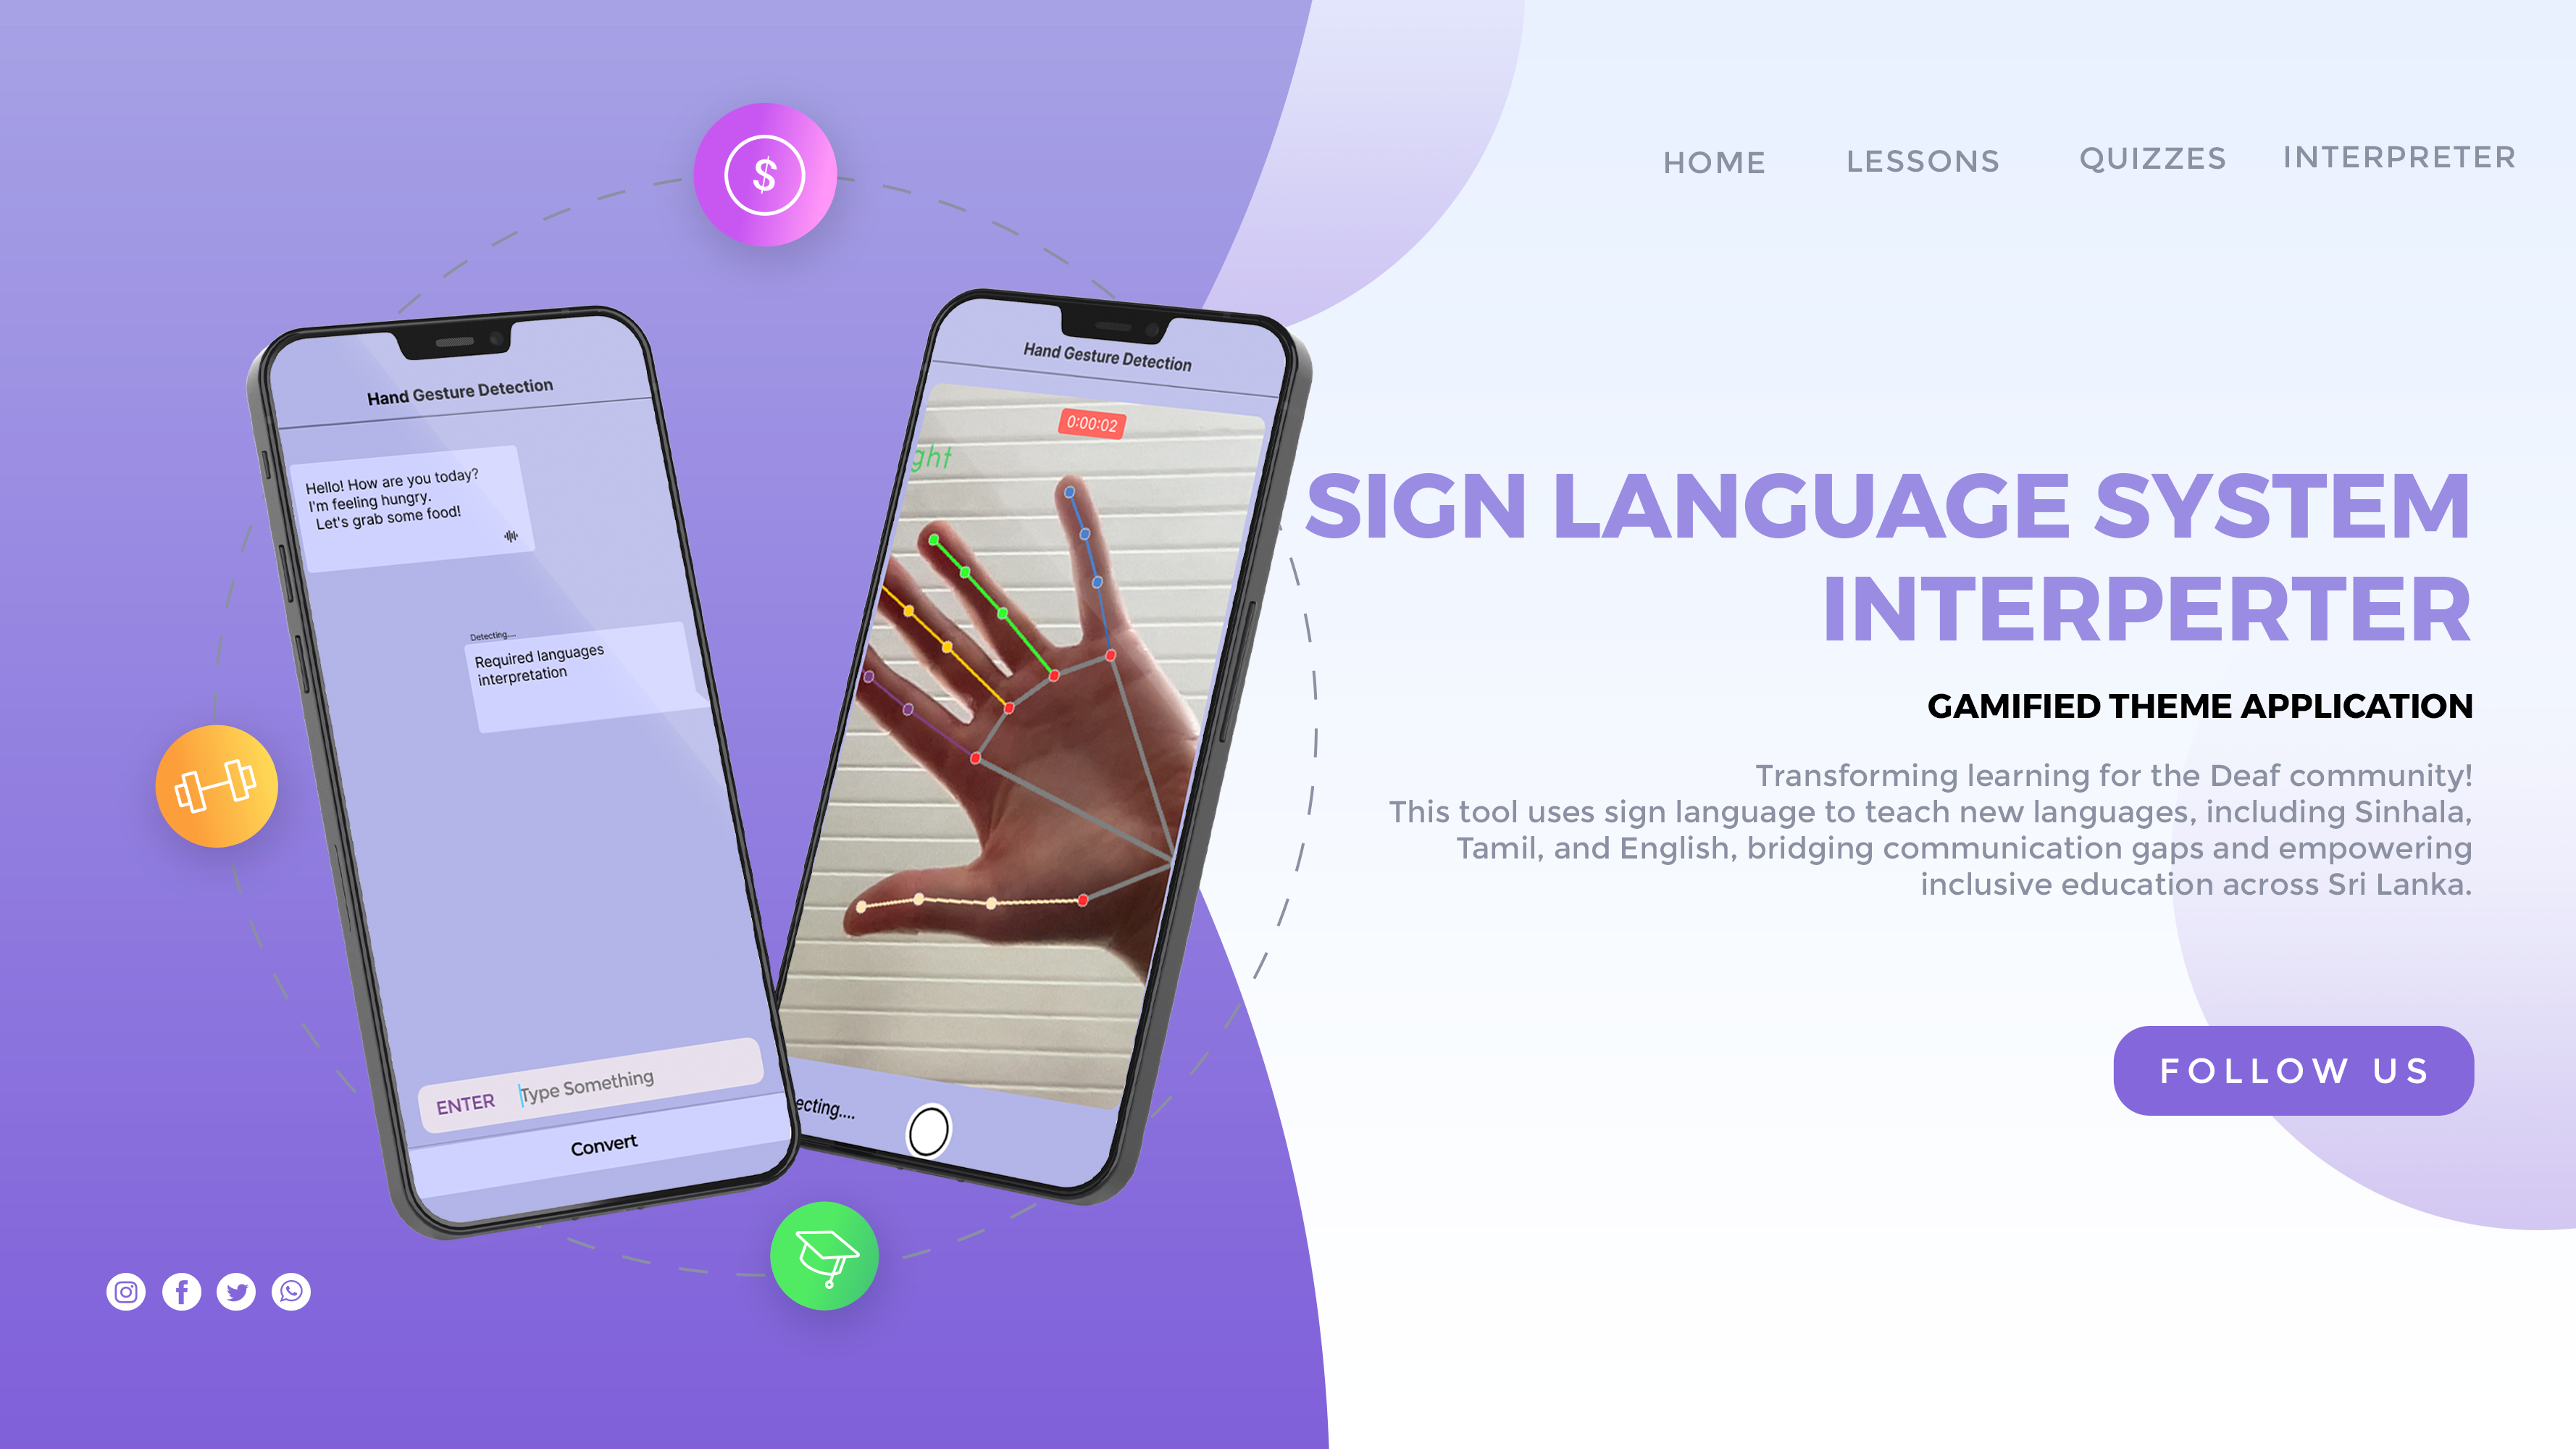 HOME LESSONS QUIZZES INTERPRETER
$
Hand Gesture Detection
Hello! How are you today?
I'm feeling hungry.
Let's grab some food!
Detecting....
Required languages
interpretation
ENTER Type Something
Convert
Hand Gesture Detection
0:00:02
ght
ecting....
SIGN LANGUAGE SYSTEM
INTERPERTER
GAMIFIED THEME APPLICATION
Transforming learning for the Deaf community!
This tool uses sign language to teach new languages, including Sinhala,
Tamil, and English, bridging communication gaps and empowering
inclusive education across Sri Lanka.
FOLLOW US